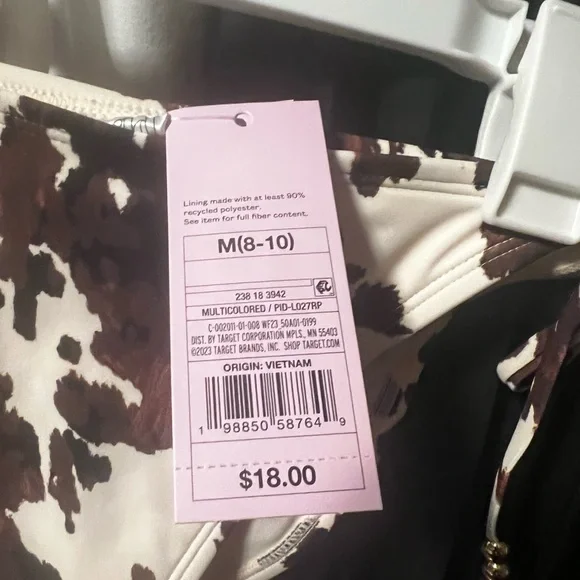 Lining made with at least 90%
recycled polyester.
See item for full fiber content.
M(8-10)
238 18 3942
MULTICOLORED / PID-L027RP
C-002011-01-008 WF23 50A01-0199
DIST. BY TARGET CORPORATION MPLS., MN 55403
©2023 TARGET BRANDS, INC. SHOP TARGET.COM
ORIGIN: VIETNAM
1 98850 58764 9
$18.00